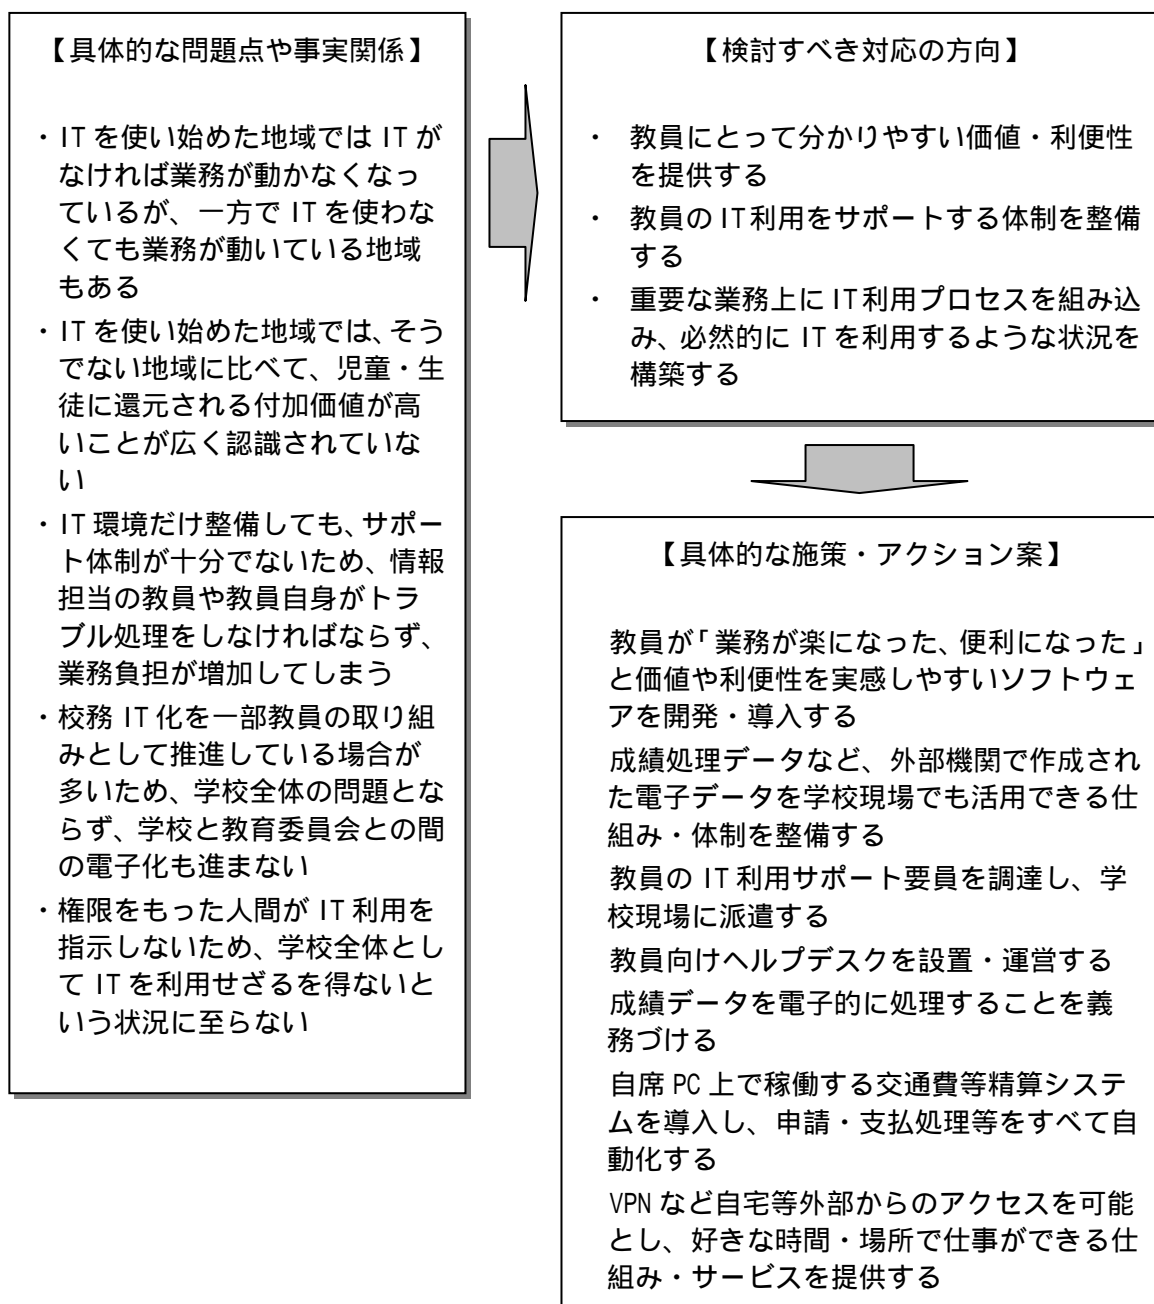 【具体的な問題点や事実関係】
・IT を使い始めた地域では IT が
なければ業務が動かなくなっ
ているが、一方で IT を使わな
くても業務が動いている地域
もある
・IT を使い始めた地域では、そう
でない地域に比べて、児童・生
徒に還元される付加価値が高
いことが広く認識されていな
い
・IT 環境だけ整備しても、サポー
ト体制が十分でないため、情報
担当の教員や教員自身がトラ
ブル処理をしなければならず、
業務負担が増加してしまう
・校務 IT 化を一部教員の取り組
みとして推進している場合が
多いため、学校全体の問題とな
らず、学校と教育委員会との間
の電子化も進まない
・権限をもった人間が IT 利用を
指示しないため、学校全体とし
て IT を利用せざるを得ないと
いう状況に至らない
【検討すべき対応の方向】
・ 教員にとって分かりやすい価値・利便性
を提供する
・ 教員の IT 利用をサポートする体制を整備
する
・ 重要な業務上に IT 利用プロセスを組み込
み、必然的に IT を利用するような状況を
構築する
【具体的な施策・アクション案】
教員が「業務が楽になった、便利になった」
と価値や利便性を実感しやすいソフトウェ
アを開発・導入する
成績処理データなど、外部機関で作成され
た電子データを学校現場でも活用できる仕
組み・体制を整備する
教員の IT 利用サポート要員を調達し、学
校現場に派遣する
教員向けヘルプデスクを設置・運営する
成績データを電子的に処理することを義
務づける
自席 PC 上で稼働する交通費等精算システ
ムを導入し、申請・支払処理等をすべて自
動化する
VPN など自宅等外部からのアクセスを可能
とし、好きな時間・場所で仕事ができる仕
組み・サービスを提供する